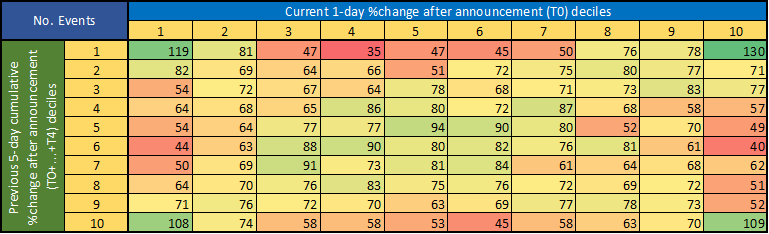 No. Events
Current 1-day %change after announcement (T0) deciles
1 2 3 4 5 6 7 8 9 10
Previous 5-day cumulative
%change after announcement
(TO+…+T4) deciles
1 119 81 47 35 47 45 50 76 78 130
2 82 69 64 66 51 72 75 80 77 71
3 54 72 67 64 78 68 71 73 83 77
4 64 68 65 86 80 72 87 68 58 57
5 54 64 77 77 94 90 80 52 70 49
6 44 63 88 90 80 82 76 81 61 40
7 50 69 91 73 81 84 61 64 68 62
8 64 70 76 83 75 76 72 69 72 51
9 71 76 72 70 63 69 77 78 73 52
10 108 74 58 58 53 45 58 63 70 109